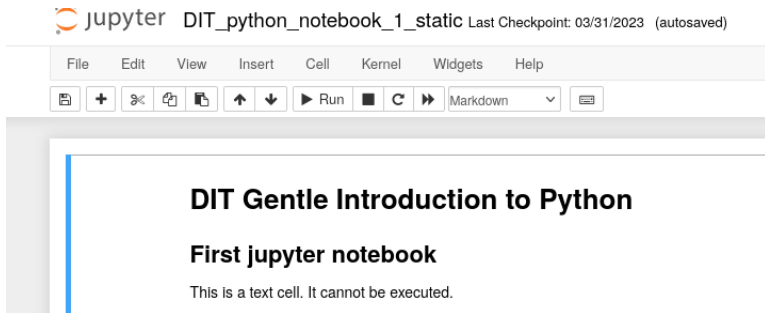 jupyter DIT_python_notebook_1_static Last Checkpoint: 03/31/2023 (autosaved)
File Edit View Insert Cell Kernel Widgets Help
Run Markdown
DIT Gentle Introduction to Python
First jupyter notebook
This is a text cell. It cannot be executed.